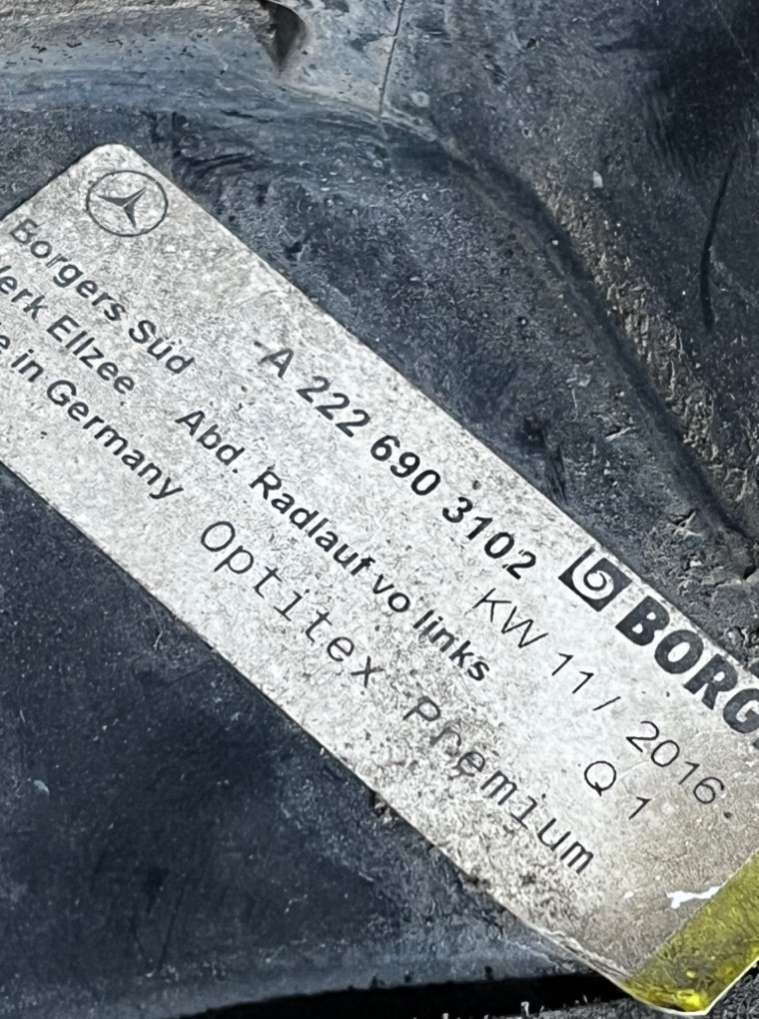 Borgers Süd
Werk Ellzee
in Germany
A 222 690 3102
Abd. Radlauf vo links
Optitex Premium
BORG
KW 11 / 2016
Q 1